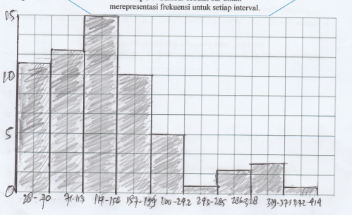 merepresentasi frekuensi untuk setiap interval.
15
10
5
0
28-70 71-113 114-156 157-199 200-242 243-285 286-328 329-371 372-414